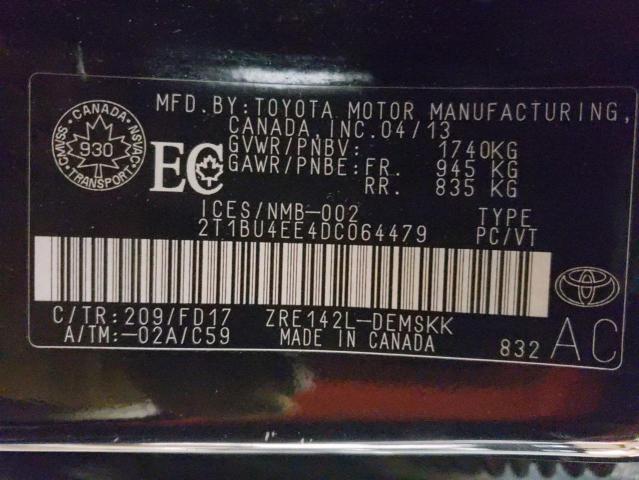 MFD. BY: TOYOTA MOTOR MANUFACTURING,
CANADA, INC. 04/13
GVWR/PNBV: 1740KG
GAWR/PNBE: FR. 945 KG
RR. 835 KG
CANADA
CMVSS
NSVAC
930
TRANSPORT
EC
ICES/NMB-002 TYPE
2T1BU4EE4DC064479 PC/VT
C/TR: 209/FD17 ZRE142L-DEMSKK
A/TM:-02A/C59 MADE IN CANADA 832 AC